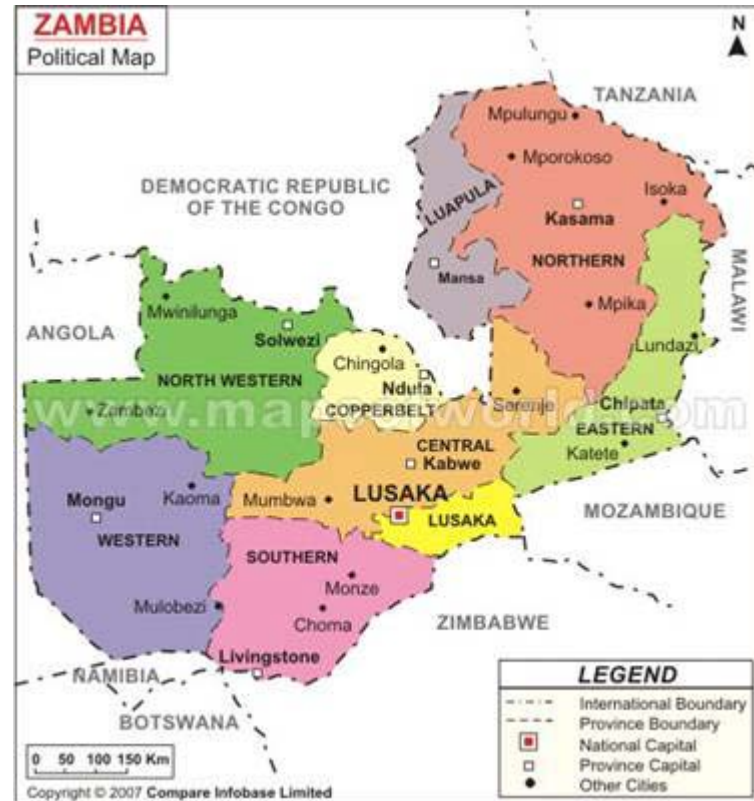 ZAMBIA
Political Map
N
TANZANIA
Mpulungu
Mporokoso
DEMOCRATIC REPUBLIC
OF THE CONGO
LUAPULA
Isoka
Kasama
Mansa
NORTHERN
MALAWI
Mwinilunga
Mpika
ANGOLA
Solwezi
Lundazi
Chingola
NORTH WESTERN
Ndula
COPPERBELT
Serenje
Chipata
Zambezi
EASTERN
CENTRAL
Kabwe
Katete
Mongu
Kaoma
Mumbwa
LUSAKA
LUSAKA
MOZAMBIQUE
WESTERN
SOUTHERN
Monze
Mulobezi
Choma
ZIMBABWE
Livingstone
NAMIBIA
BOTSWANA
LEGEND
International Boundary
Province Boundary
National Capital
Province Capital
Other Cities
0 50 100 150 Km
Copyright © 2007 Compare Infobase Limited